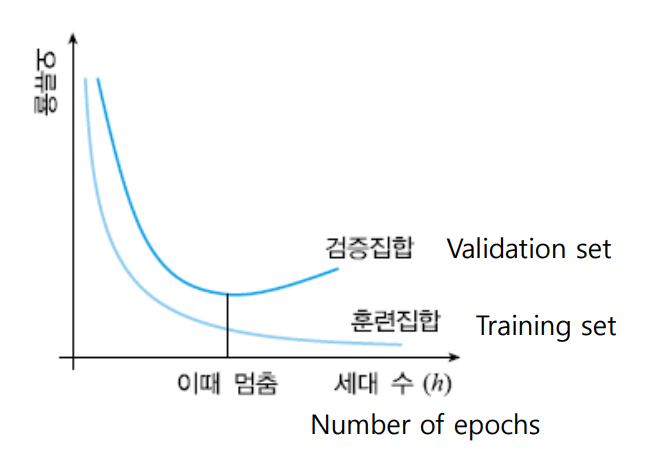 오류율
검증집합 Validation set
훈련집합 Training set
이때 멈춤 세대 수 (h)
Number of epochs